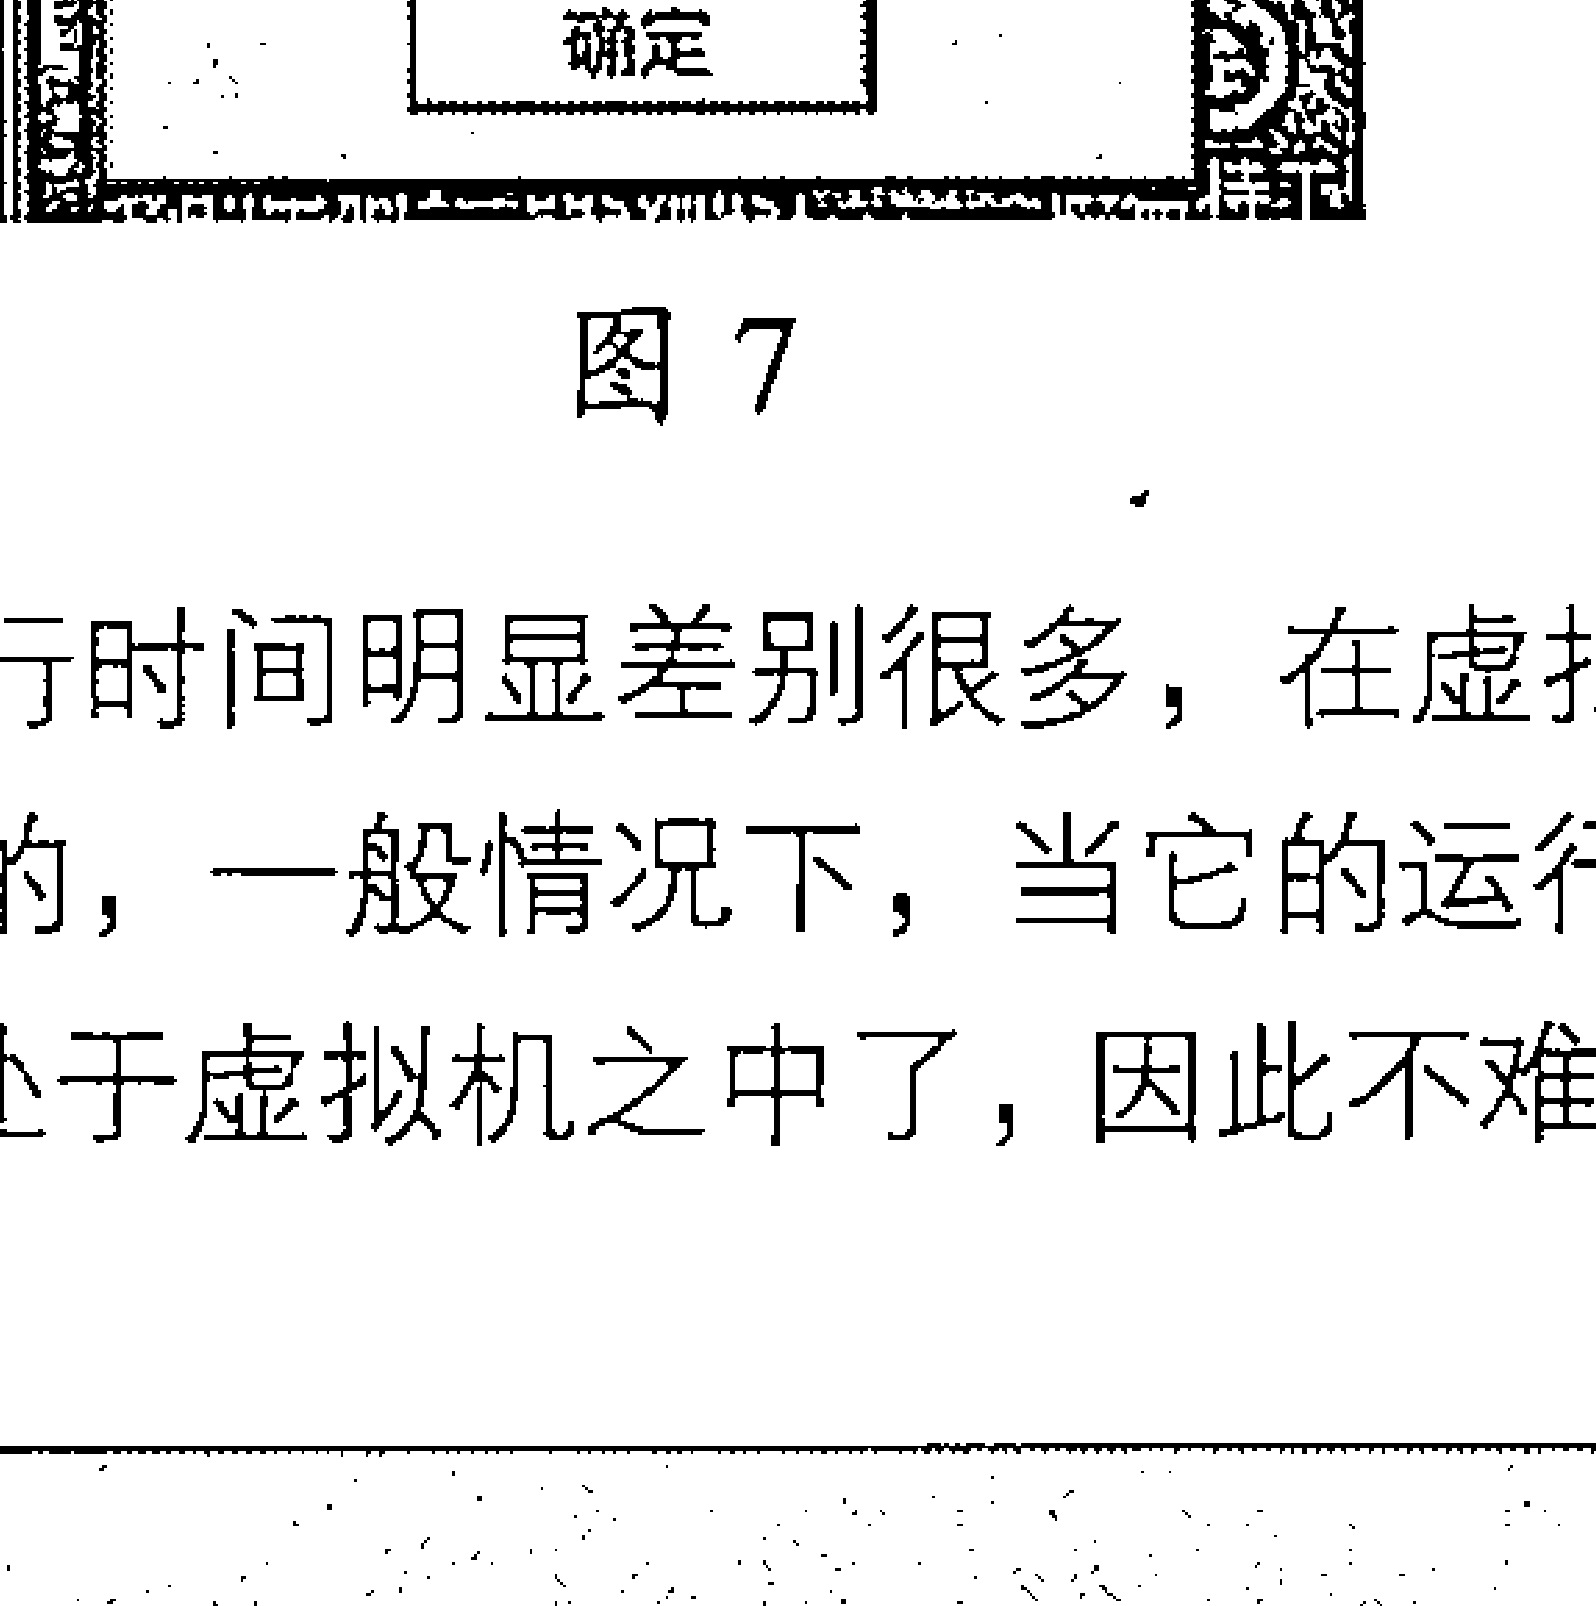 确定
图 7
行时间明显差别很多，在虚拟
的，一般情况下，当它的运行
处于虚拟机之中了，因此不难